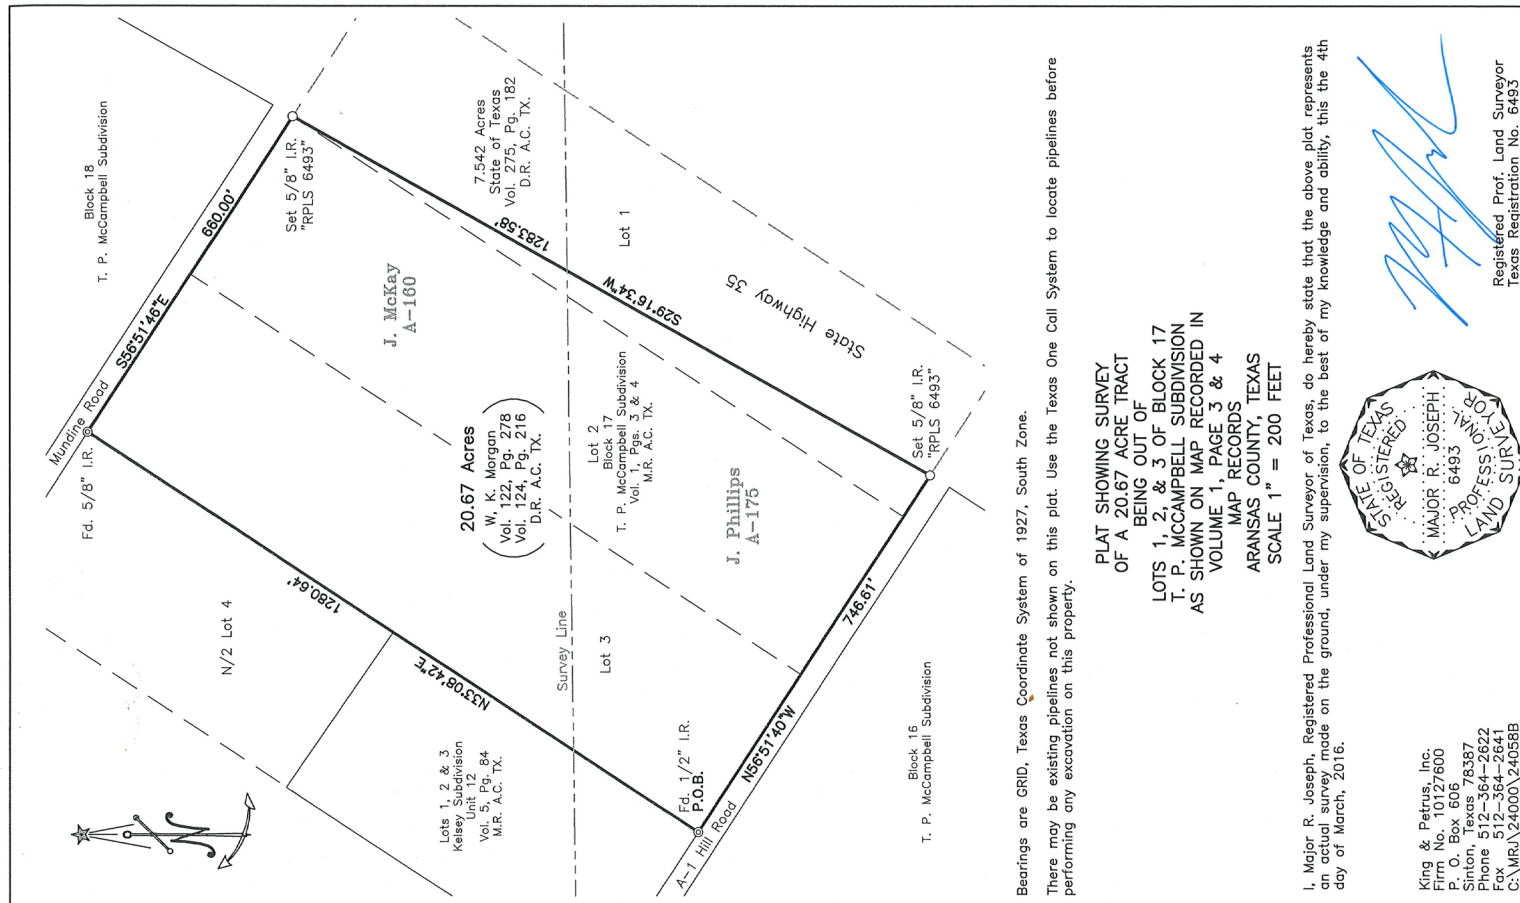 Block 18
T. P. McCampbell Subdivision
Mundine Road
S56°51'46"E
660.00'
Fd. 5/8" I.R.
Set 5/8" I.R.
"RPLS 6493"
7.542 Acres
State of Texas
Vol. 275, Pg. 182
D.R. A.C. TX.
J. McKay
A-160
1283.58'
S29°16'34"W
Lot 1
State Highway 35
N/2 Lot 4
1280.64'
N33°08'42"E
20.67 Acres
W. K. Morgan
Vol. 122, Pg. 278
Vol. 124, Pg. 216
D.R. A.C. TX.
Lot 2
Block 17
T. P. McCampbell Subdivision
Vol. 1, Pgs. 3 & 4
M.R. A.C. TX.
Survey Line
Lot 3
J. Phillips
A-175
Lots 1, 2 & 3
Kelsey Subdivision
Unit 12
Vol. 5, Pg. 84
M.R. A.C. TX.
Fd. 1/2" I.R.
P.O.B.
A-1 Hill Road
N56°51'40"W
746.61'
Set 5/8" I.R.
"RPLS 6493"
Block 16
T. P. McCampbell Subdivision
N
Bearings are GRID, Texas Coordinate System of 1927, South Zone.
There may be existing pipelines not shown on this plat. Use the Texas One Call System to locate pipelines before
performing any excavation on this property.
PLAT SHOWING SURVEY
OF A 20.67 ACRE TRACT
BEING OUT OF
LOTS 1, 2, & 3 OF BLOCK 17
T. P. MCCAMPBELL SUBDIVISION
AS SHOWN ON MAP RECORDED IN
VOLUME 1, PAGE 3 & 4
MAP RECORDS
ARANSAS COUNTY, TEXAS
SCALE 1" = 200 FEET
I, Major R. Joseph, Registered Professional Land Surveyor of Texas, do hereby state that the above plat represents
an actual survey made on the ground, under my supervision, to the best of my knowledge and ability, this the 4th
day of March, 2016.
King & Petrus, Inc.
Firm No. 10127600
P. O. Box 606
Sinton, Texas 78387
Phone 512-364-2622
Fax 512-364-2641
C:\MRJ\24000\24058B
STATE OF TEXAS
REGISTERED
MAJOR R. JOSEPH
6493
PROFESSIONAL
LAND SURVEYOR
Registered Prof. Land Surveyor
Texas Registration No. 6493